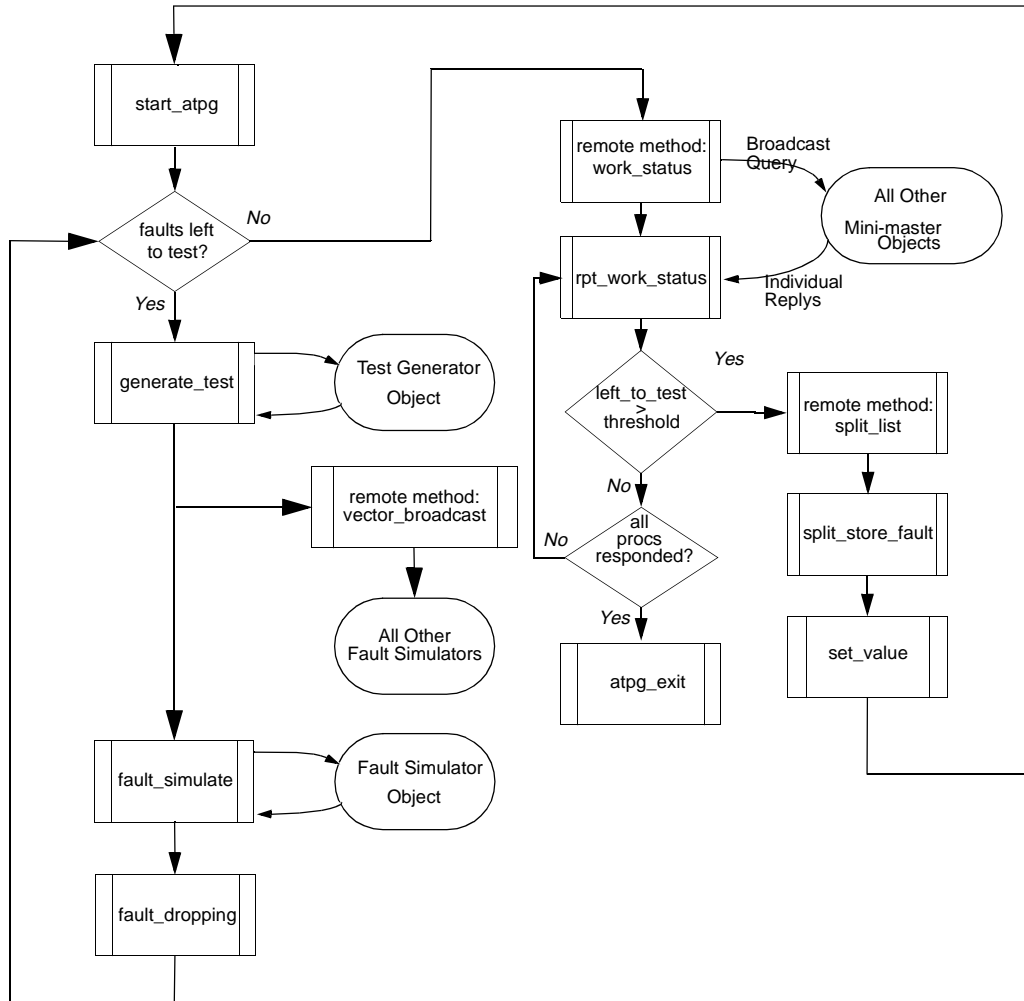 start_atpg
faults left
to test?
No
Yes
generate_test
Test Generator
Object
remote method:
vector_broadcast
All Other
Fault Simulators
fault_simulate
Fault Simulator
Object
fault_dropping
remote method:
work_status
Broadcast
Query
All Other
Mini-master
Objects
rpt_work_status
Individual
Replys
left_to_test
>
threshold
Yes
No
remote method:
split_list
split_store_fault
set_value
all
procs
responded?
No
Yes
atpg_exit